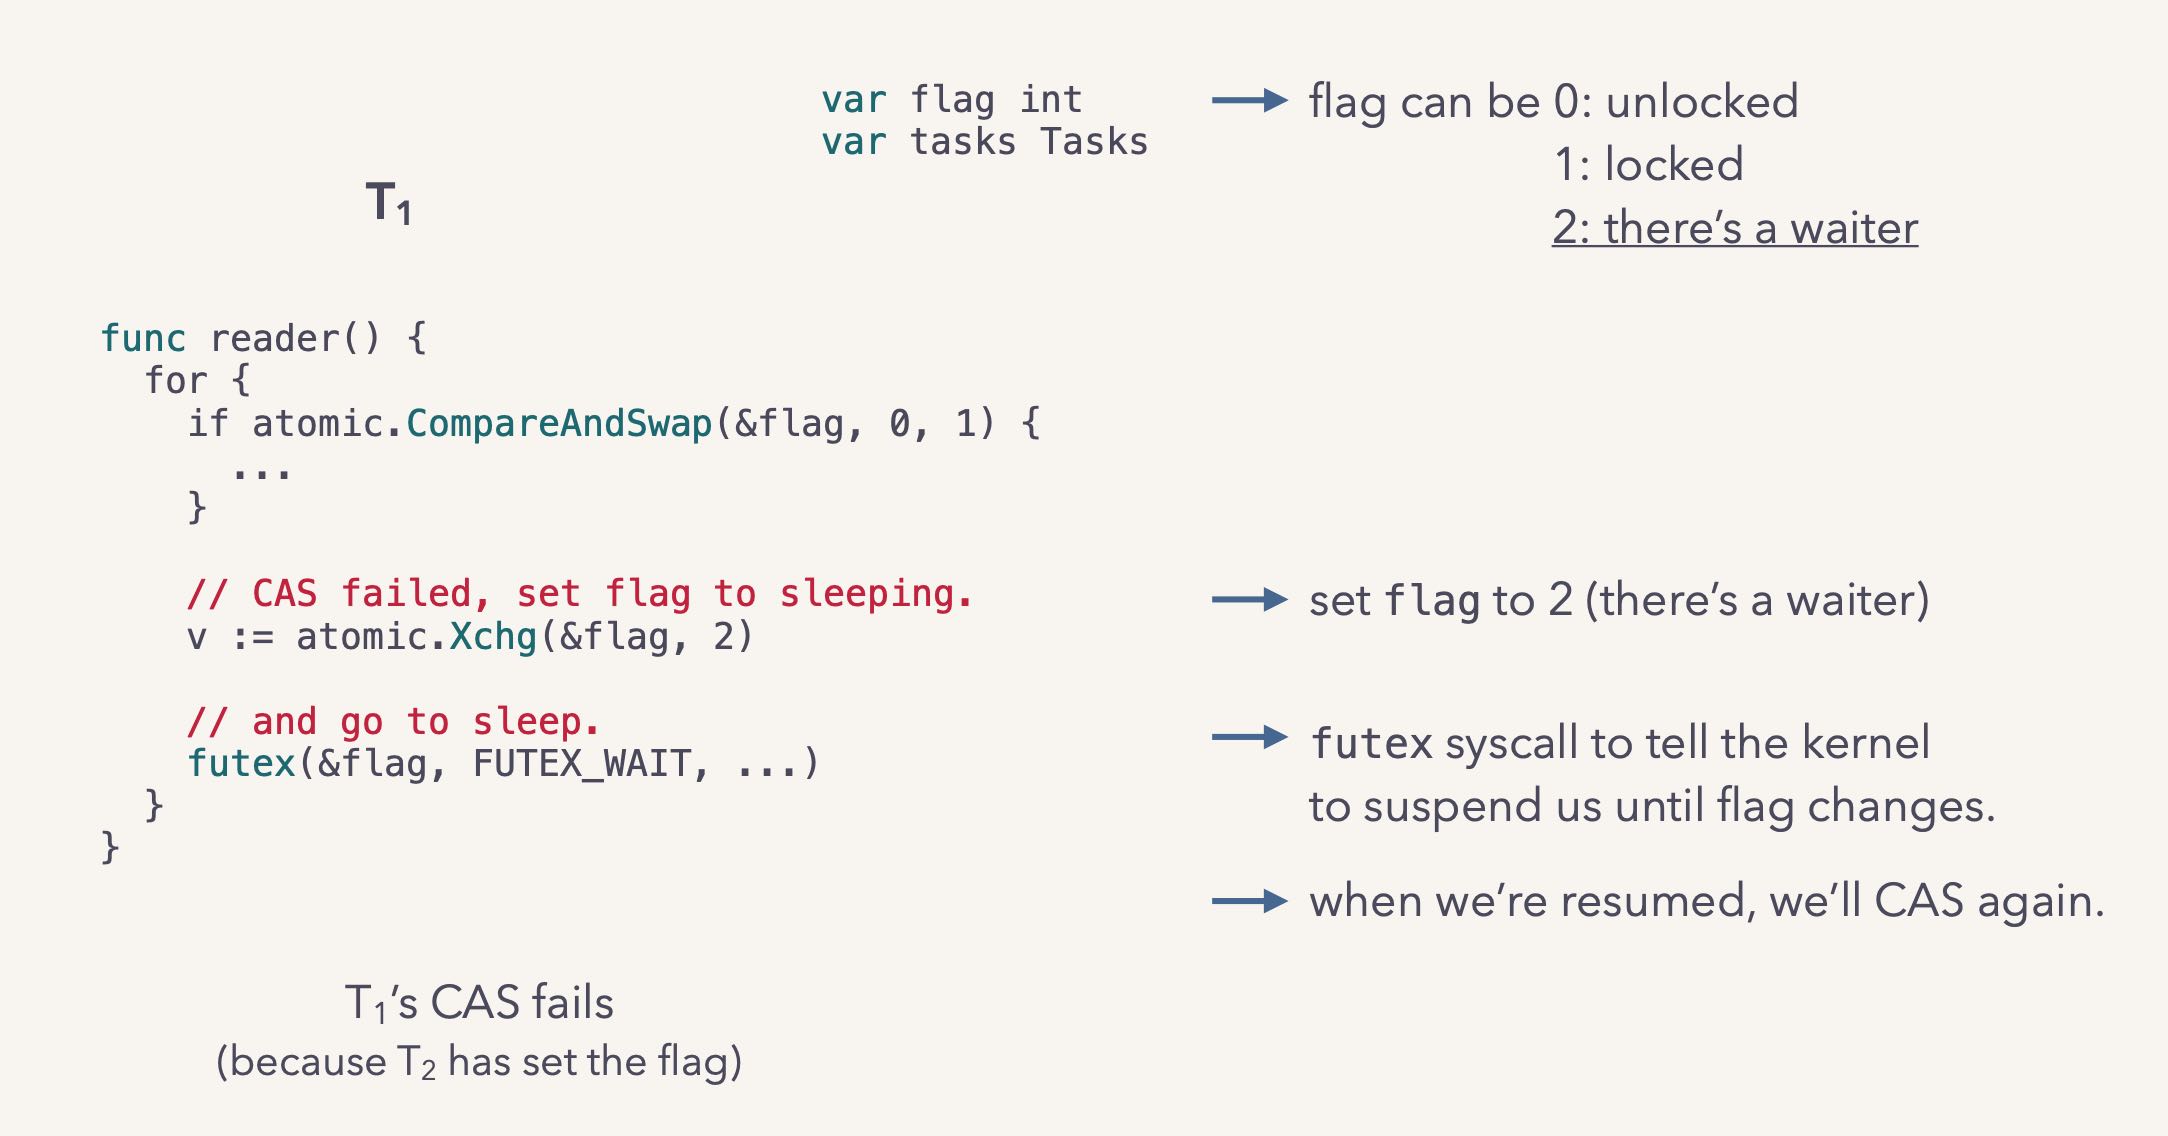 var flag int
var tasks Tasks
flag can be 0: unlocked
1: locked
2: there’s a waiter
T₁
func reader() {
  for {
    if atomic.CompareAndSwap(&flag, 0, 1) {
      ...
    }
    // CAS failed, set flag to sleeping.
    v := atomic.Xchg(&flag, 2)
    // and go to sleep.
    futex(&flag, FUTEX_WAIT, ...)
  }
}
set flag to 2 (there’s a waiter)
futex syscall to tell the kernel
to suspend us until flag changes.
when we’re resumed, we’ll CAS again.
T₁’s CAS fails
(because T₂ has set the flag)